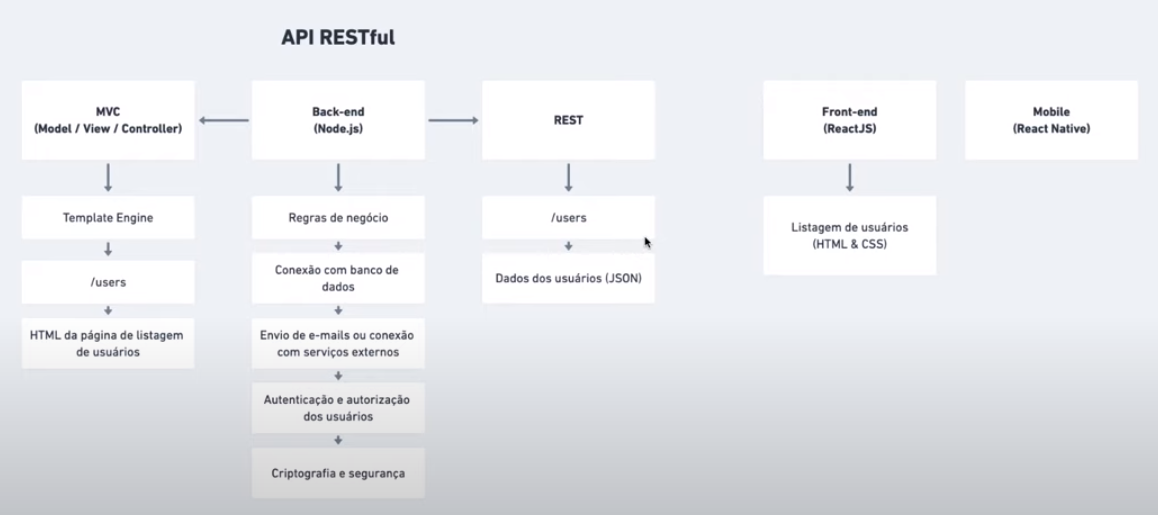 API RESTful
MVC
(Model / View / Controller)
Back-end
(Node.js)
REST
Front-end
(ReactJS)
Mobile
(React Native)
Template Engine
/users
HTML da página de listagem
de usuários
Regras de negócio
Conexão com banco de
dados
Envio de e-mails ou conexão
com serviços externos
Autenticação e autorização
dos usuários
Criptografia e segurança
/users
Dados dos usuários (JSON)
Listagem de usuários
(HTML & CSS)